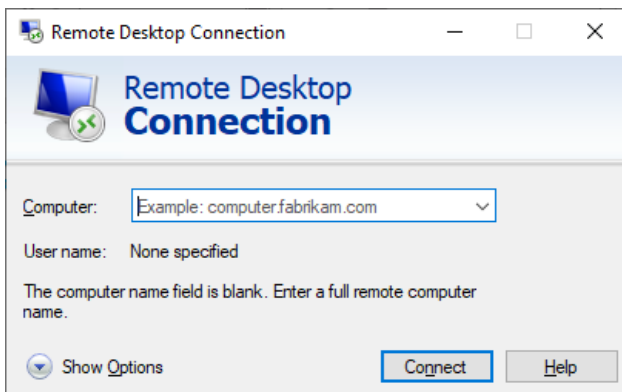 Remote Desktop Connection
Remote Desktop
Connection
Computer: Example: computer.fabrikam.com
User name: None specified
The computer name field is blank. Enter a full remote computer
name.
Show Options Connect Help